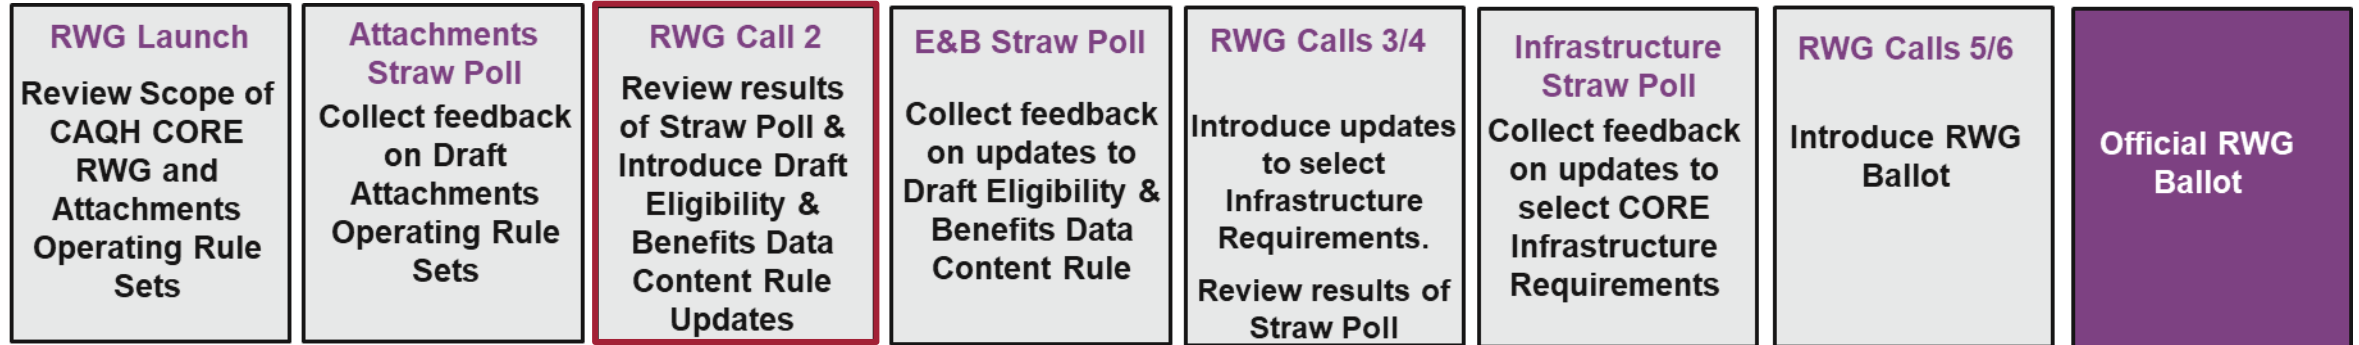 RWG Launch
Review Scope of
CAQH CORE
RWG and
Attachments
Operating Rule
Sets
Attachments
Straw Poll
Collect feedback
on Draft
Attachments
Operating Rule
Sets
RWG Call 2
Review results
of Straw Poll &
Introduce Draft
Eligibility &
Benefits Data
Content Rule
Updates
E&B Straw Poll
Collect feedback
on updates to
Draft Eligibility &
Benefits Data
Content Rule
RWG Calls 3/4
Introduce updates
to select
Infrastructure
Requirements.
Review results of
Straw Poll
Infrastructure
Straw Poll
Collect feedback
on updates to
select CORE
Infrastructure
Requirements
RWG Calls 5/6
Introduce RWG
Ballot
Official RWG
Ballot